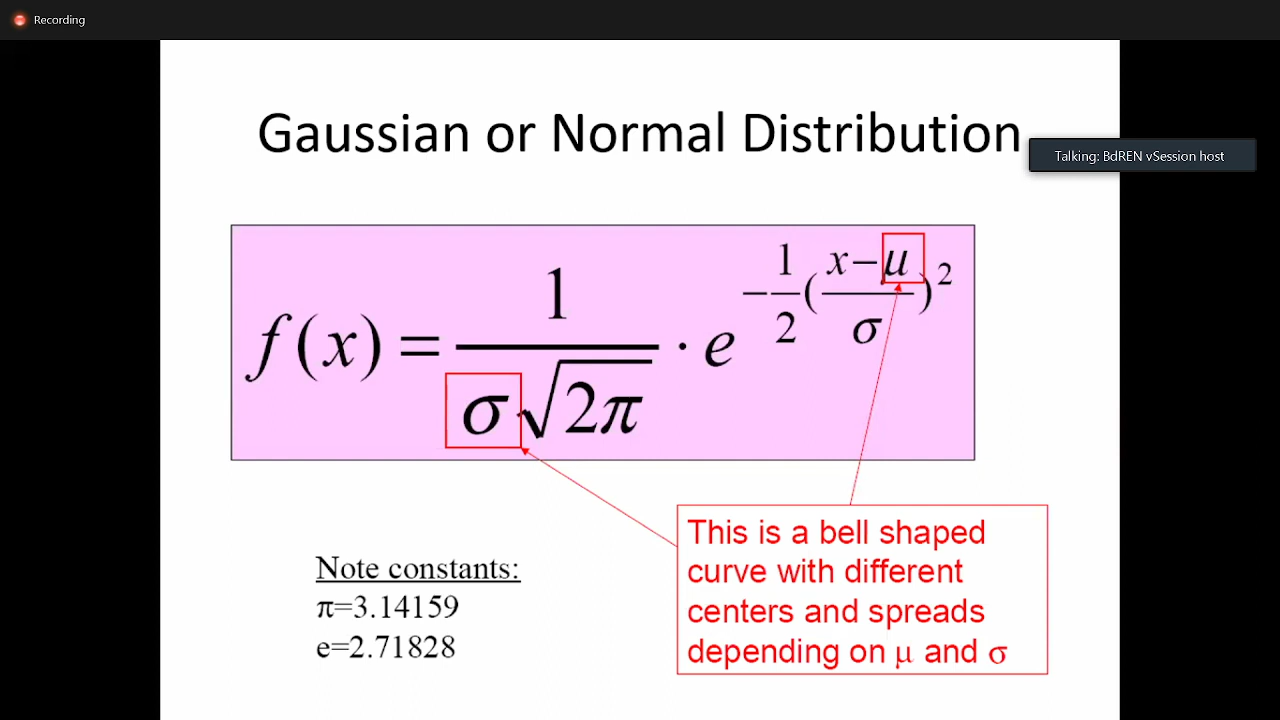 Recording
Gaussian or Normal Distribution
Talking: BdREN vSession host
f(x) = 1/(σ√2π) · e^(−1/2((x−μ)/σ)^2)
Note constants:
π=3.14159
e=2.71828
This is a bell shaped
curve with different
centers and spreads
depending on μ and σ